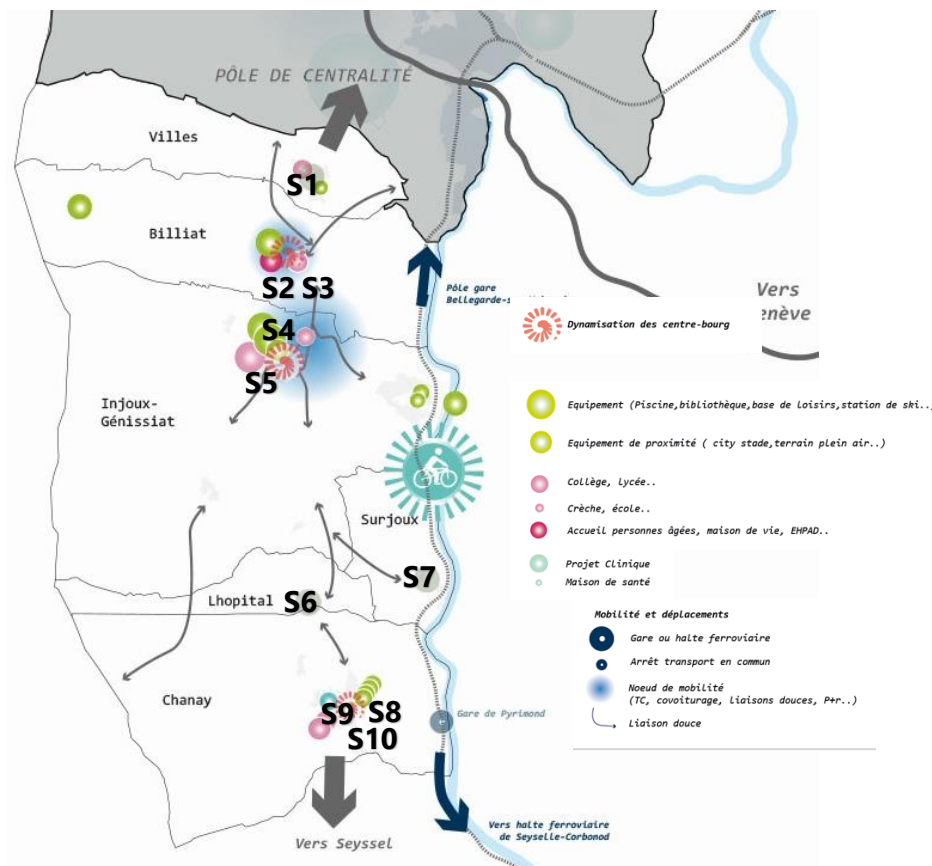 PÔLE DE CENTRALITÉ
Villes
S1
Billiat
S2 S3
Pôle gare
Bellegarde-s
Vers
enève
Dynamisation des centre-bourg
S4
S5
Injoux-
Génissiat
Equipement (Piscine,bibliothèque,base de loisirs,station de ski..
Equipement de proximité ( city stade,terrain plein air..)
Collège, lycée..
Crèche, école..
Accueil personnes âgées, maison de vie, EHPAD..
Projet Clinique
Maison de santé
Surjoux
S7
Lhopital
S6
Mobilité et déplacements
Gare ou halte ferroviaire
Arrêt transport en commun
Noeud de mobilité
(TC, covoiturage, liaisons douces, P+r..)
Liaison douce
Chanay
S9 S8
S10
Gare de Pyrimond
Vers halte ferroviaire
de Seyselle-Corbonod
Vers Seyssel